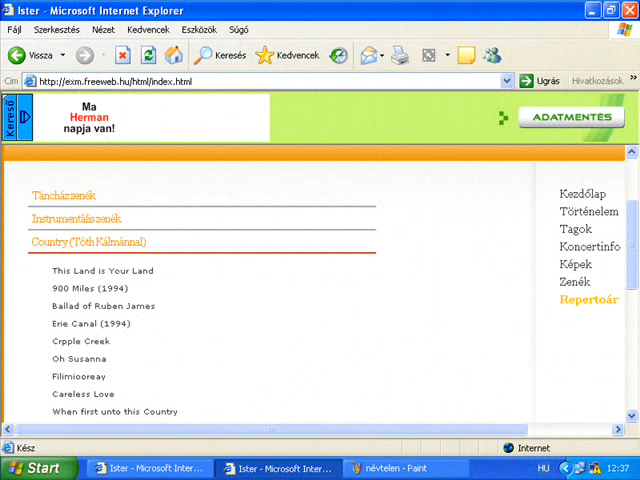 Ister - Microsoft Internet Explorer
Fájl Szerkesztés Nézet Kedvencek Eszközök Súgó
Vissza Keresés Kedvencek
Cím http://exm.freeweb.hu/html/index.html Ugrás Hivatkozások »
Kereső
Ma
Herman
napja van!
ADATMENTÉS
Táncházzenék
Instrumentáliszenék
Country (Tóth Kálmánnal)
This Land is Your Land
900 Miles (1994)
Ballad of Ruben James
Erie Canal (1994)
Crpple Creek
Oh Susanna
Filimiooreay
Careless Love
When first unto this Country
Kezdőlap
Történelem
Tagok
Koncertinfo
Képek
Zenék
Repertoár
Kész Internet
Start Ister - Microsoft Inter... Ister - Microsoft Inter... névtelen - Paint HU 12:37